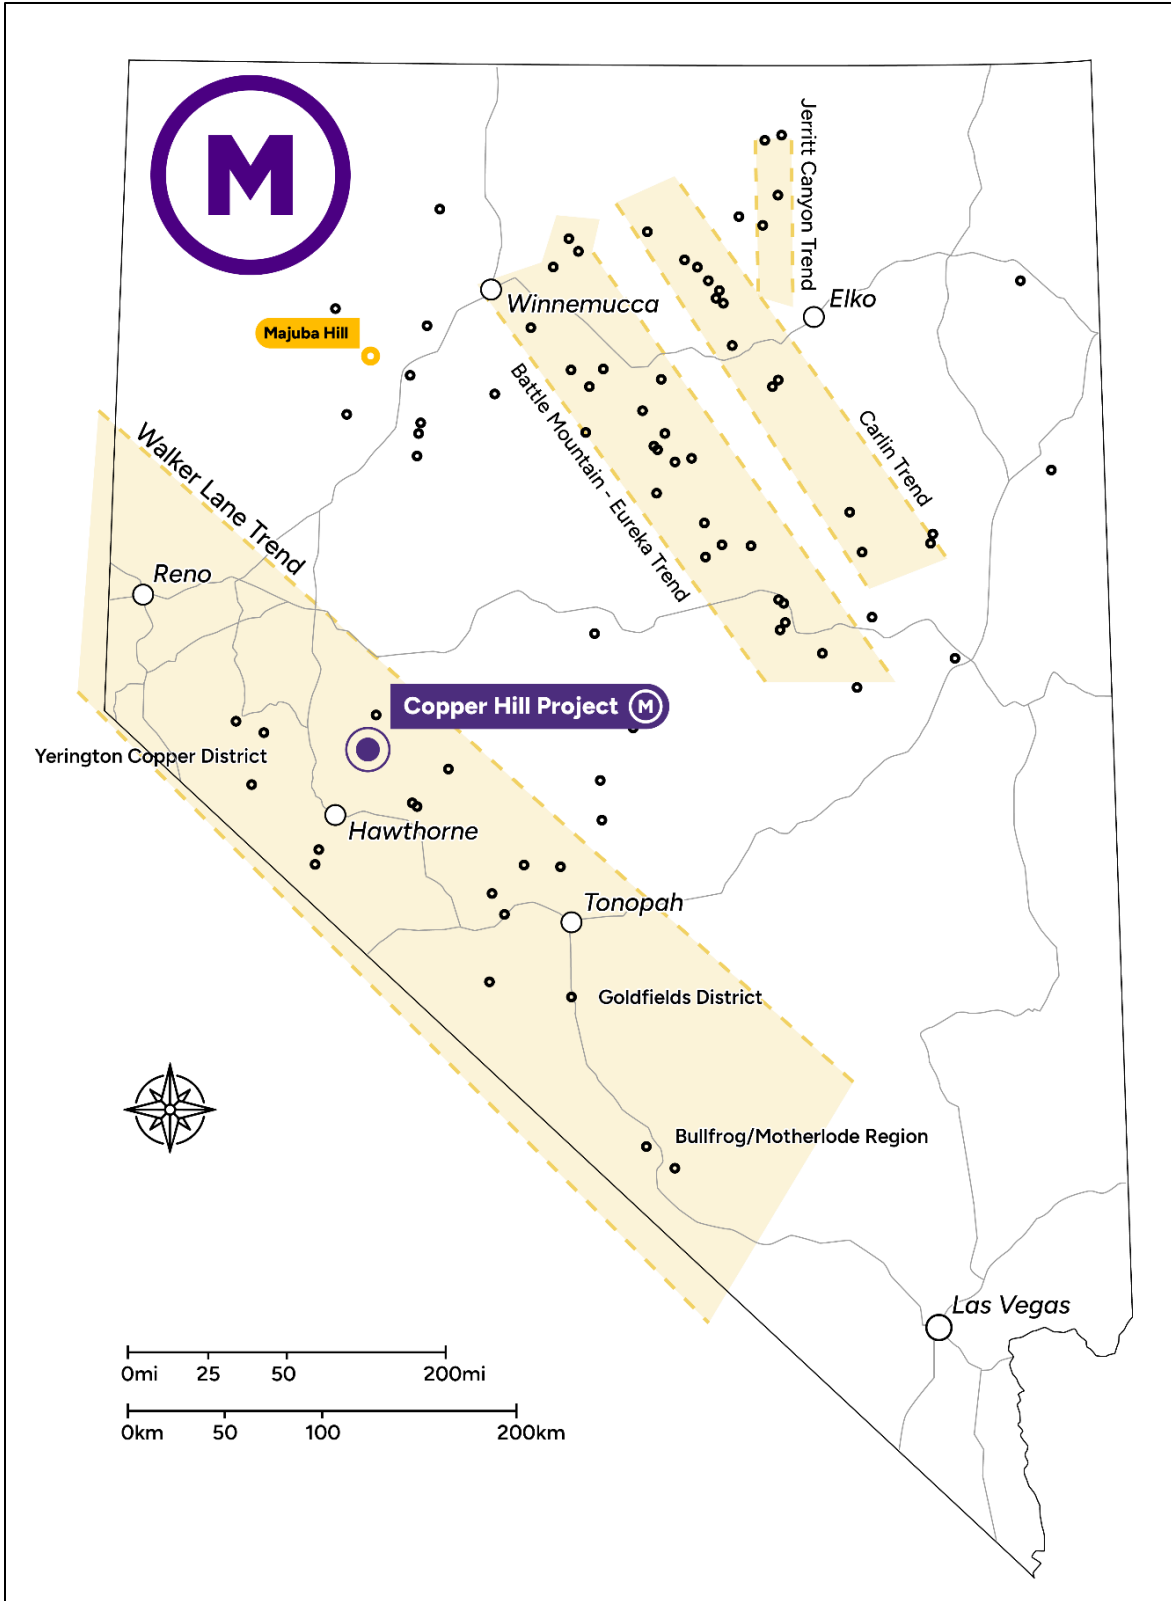 M
Jerritt Canyon Trend
Winnemucca
Elko
Majuba Hill
Battle Mountain - Eureka Trend
Carlin Trend
Walker Lane Trend
Reno
Copper Hill Project M
Yerington Copper District
Hawthorne
Tonopah
Goldfields District
Bullfrog/Motherlode Region
Las Vegas
0mi 25 50 200mi
0km 50 100 200km